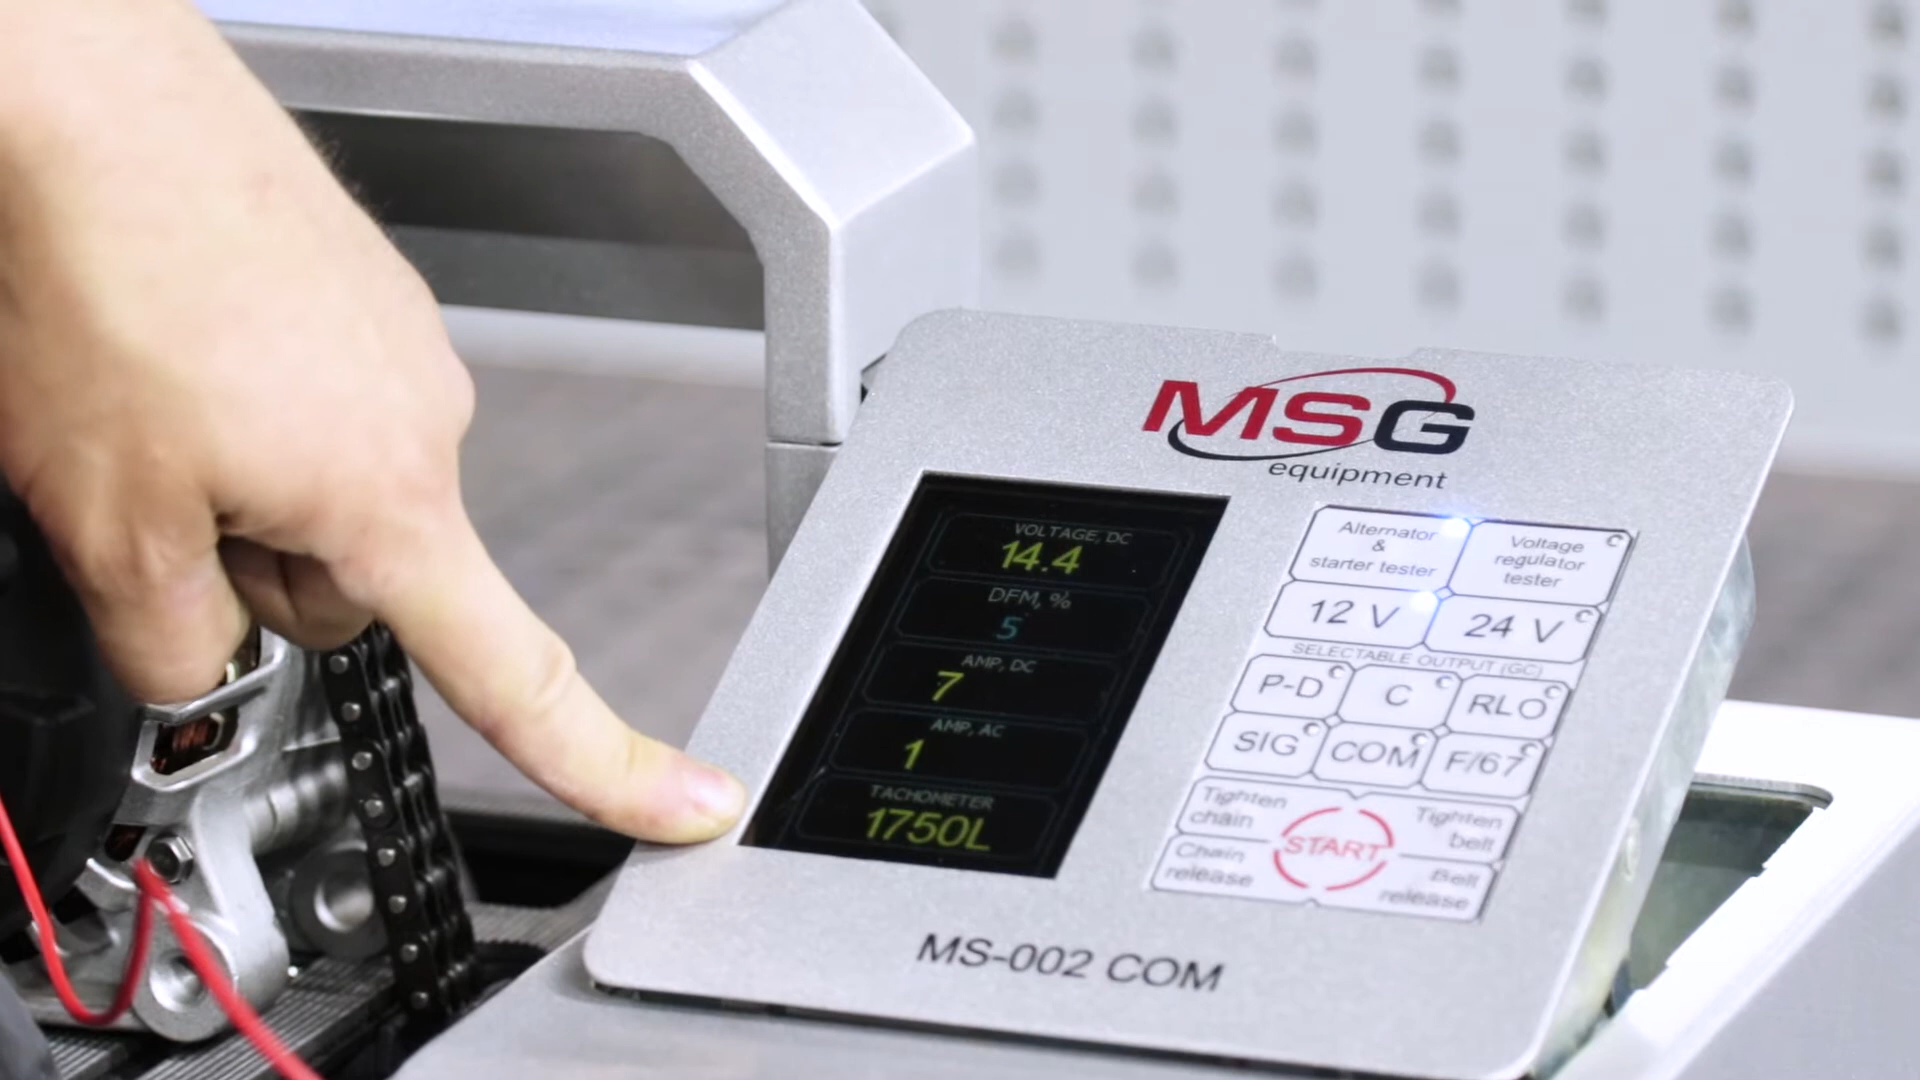 MSG
equipment
VOLTAGE, DC
14.4
DFM, %
5
AMP, DC
7
AMP, AC
1
TACHOMETER
1750L
Alternator
&
starter tester
Voltage
regulator
tester
12 V
24 V
SELECTABLE OUTPUT (GC)
P-D
C
RLO
SIG
COM
F/67
Tighten
chain
Tighten
belt
START
Chain
release
Belt
release
MS-002 COM